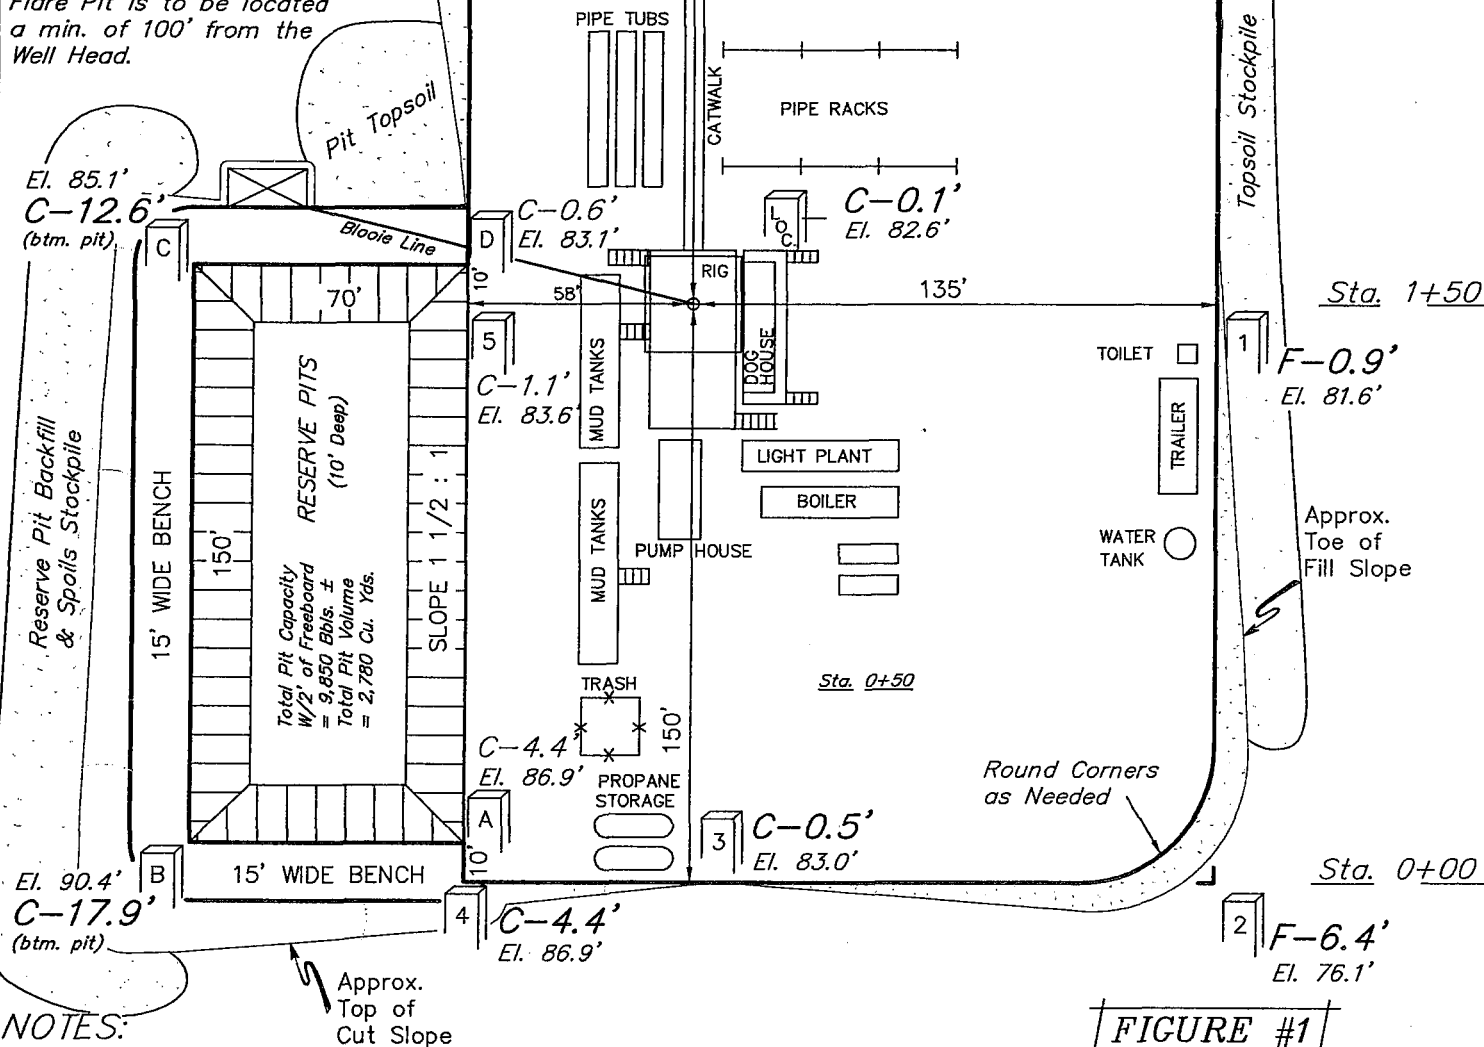 Flare Pit is to be located
a min. of 100' from the
Well Head.
PIPE TUBS
CATWALK
PIPE RACKS
Topsoil Stockpile
Pit Topsoil
El. 85.1'
C-12.6'
(btm. pit)
C
Blooie Line
D
C-0.6'
El. 83.1'
LOC.
C-0.1'
El. 82.6'
RIG
10'
70'
58'
135'
Sta. 1+50
5
C-1.1'
El. 83.6'
MUD TANKS
DOG
HOUSE
TOILET
1
F-0.9'
El. 81.6'
TRAILER
LIGHT PLANT
BOILER
PUMP HOUSE
MUD TANKS
WATER
TANK
Approx.
Toe of
Fill Slope
Reserve Pit Backfill
& Spoils Stockpile
15' WIDE BENCH
150'
RESERVE PITS
(10' Deep)
SLOPE 1 1/2 : 1
Total Pit Capacity
W/2' of Freeboard
= 9,850 Bbls. ±
Total Pit Volume
= 2,780 Cu. Yds.
Sta. 0+50
TRASH
150'
C-4.4'
El. 86.9'
PROPANE
STORAGE
A
10'
3
C-0.5'
El. 83.0'
Round Corners
as Needed
Sta. 0+00
El. 90.4'
C-17.9'
(btm. pit)
B
15' WIDE BENCH
4
C-4.4'
El. 86.9'
2
F-6.4'
El. 76.1'
Approx.
Top of
Cut Slope
NOTES:
FIGURE #1